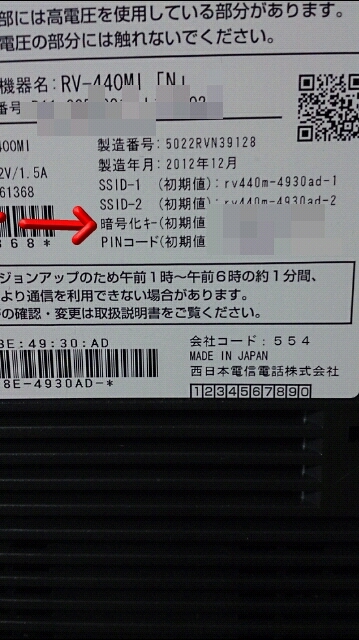 部には高電圧を使用している部分があります。
電圧の部分には触れないでください。
機器名: RV-440MI 「N」
番号
400MI
製造番号: 5022RVN39128
2V/1.5A
製造年月: 2012年12月
61368
SSID-1 (初期値): rv440m-4930ad-1
SSID-2 (初期値): rv440m-4930ad-2
暗号化キー(初期値
368*
PINコード(初期値
ジョンアップのため午前1時～午前6時の約1分間、
より通信を利用できない場合があります。
の確認・変更は取扱説明書をご覧ください。
8E:49:30:AD
会社コード: 554
MADE IN JAPAN
8E-4930AD-*
西日本電信電話株式会社
1234567890